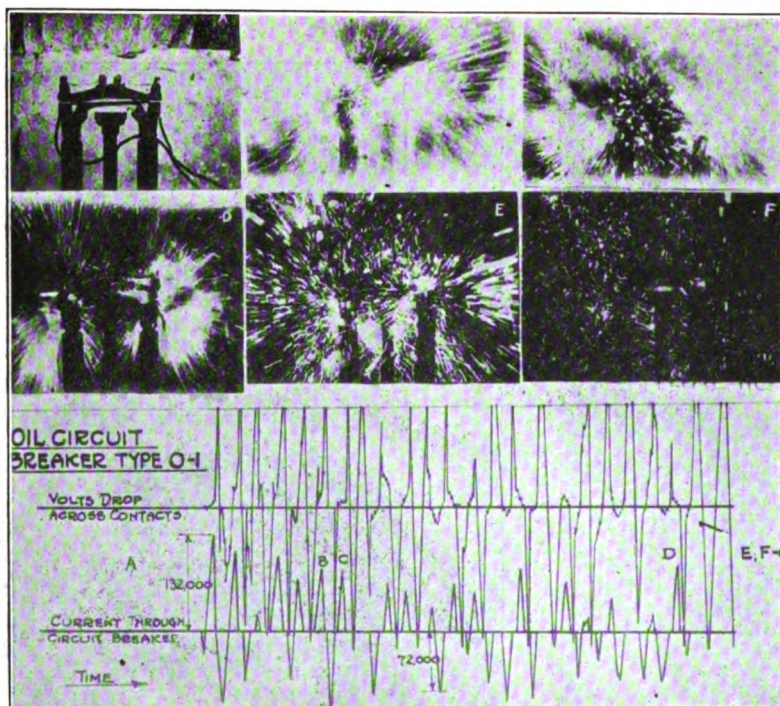 A
D
E
F
OIL CIRCUIT
BREAKER TYPE O-1
VOLTS DROP
ACROSS CONTACTS
A
B
C
D
E, F
132,000
CURRENT THROUGH
CIRCUIT BREAKER
72,000
TIME